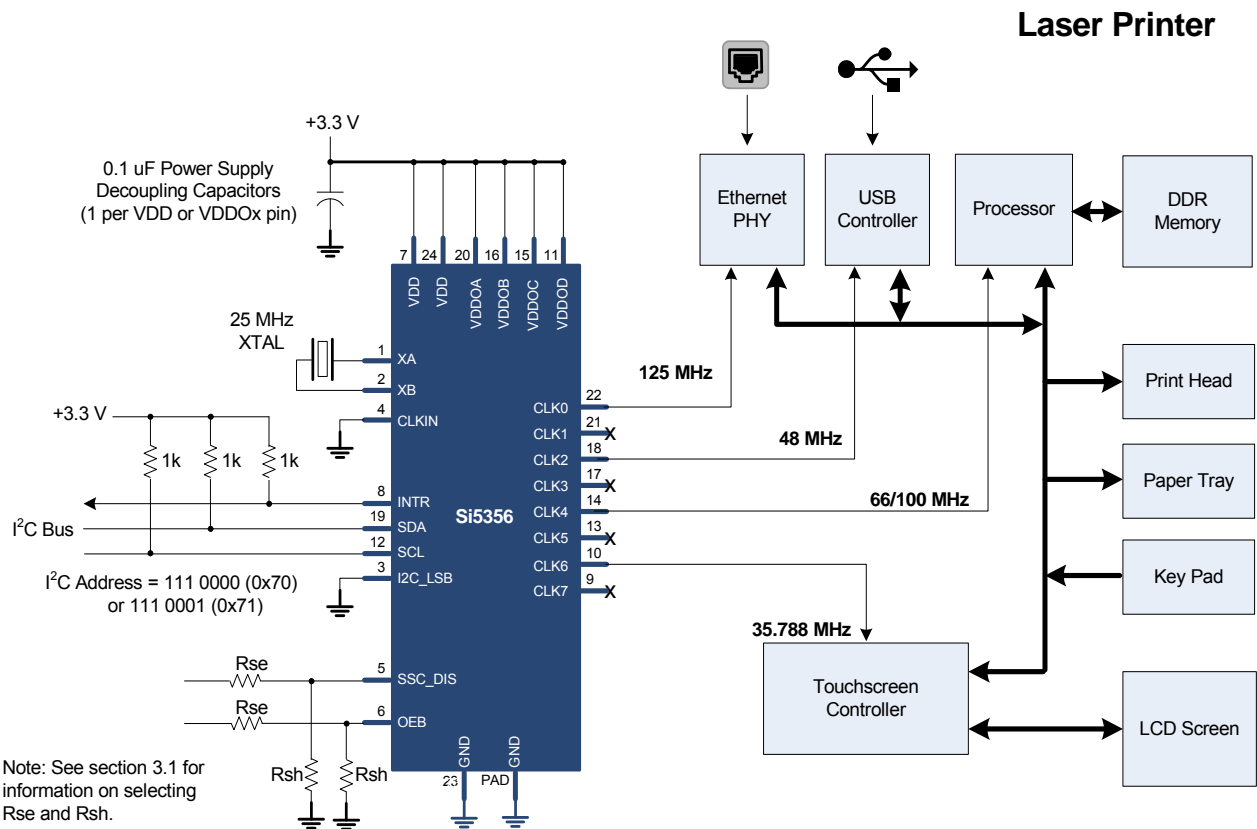 Laser Printer
+3.3 V
0.1 uF Power Supply
Decoupling Capacitors
(1 per VDD or VDDOx pin)
7
24
20
16
15
11
VDD
VDD
VDDOA
VDDOB
VDDOC
VDDOD
25 MHz
XTAL
1
XA
2
XB
4
CLKIN
+3.3 V
1k
1k
1k
8
INTR
19
SDA
12
SCL
3
I2C_LSB
I²C Bus
I²C Address = 111 0000 (0x70)
or 111 0001 (0x71)
Si5356
Rse
5
SSC_DIS
Rse
6
OEB
Rsh
Rsh
GND
GND
23
PAD
Note: See section 3.1 for
information on selecting
Rse and Rsh.
22
CLK0
21
CLK1
X
18
CLK2
17
CLK3
X
14
CLK4
13
CLK5
X
10
CLK6
9
CLK7
X
125 MHz
48 MHz
66/100 MHz
35.788 MHz
Ethernet
PHY
USB
Controller
Processor
DDR
Memory
Print Head
Paper Tray
Key Pad
Touchscreen
Controller
LCD Screen